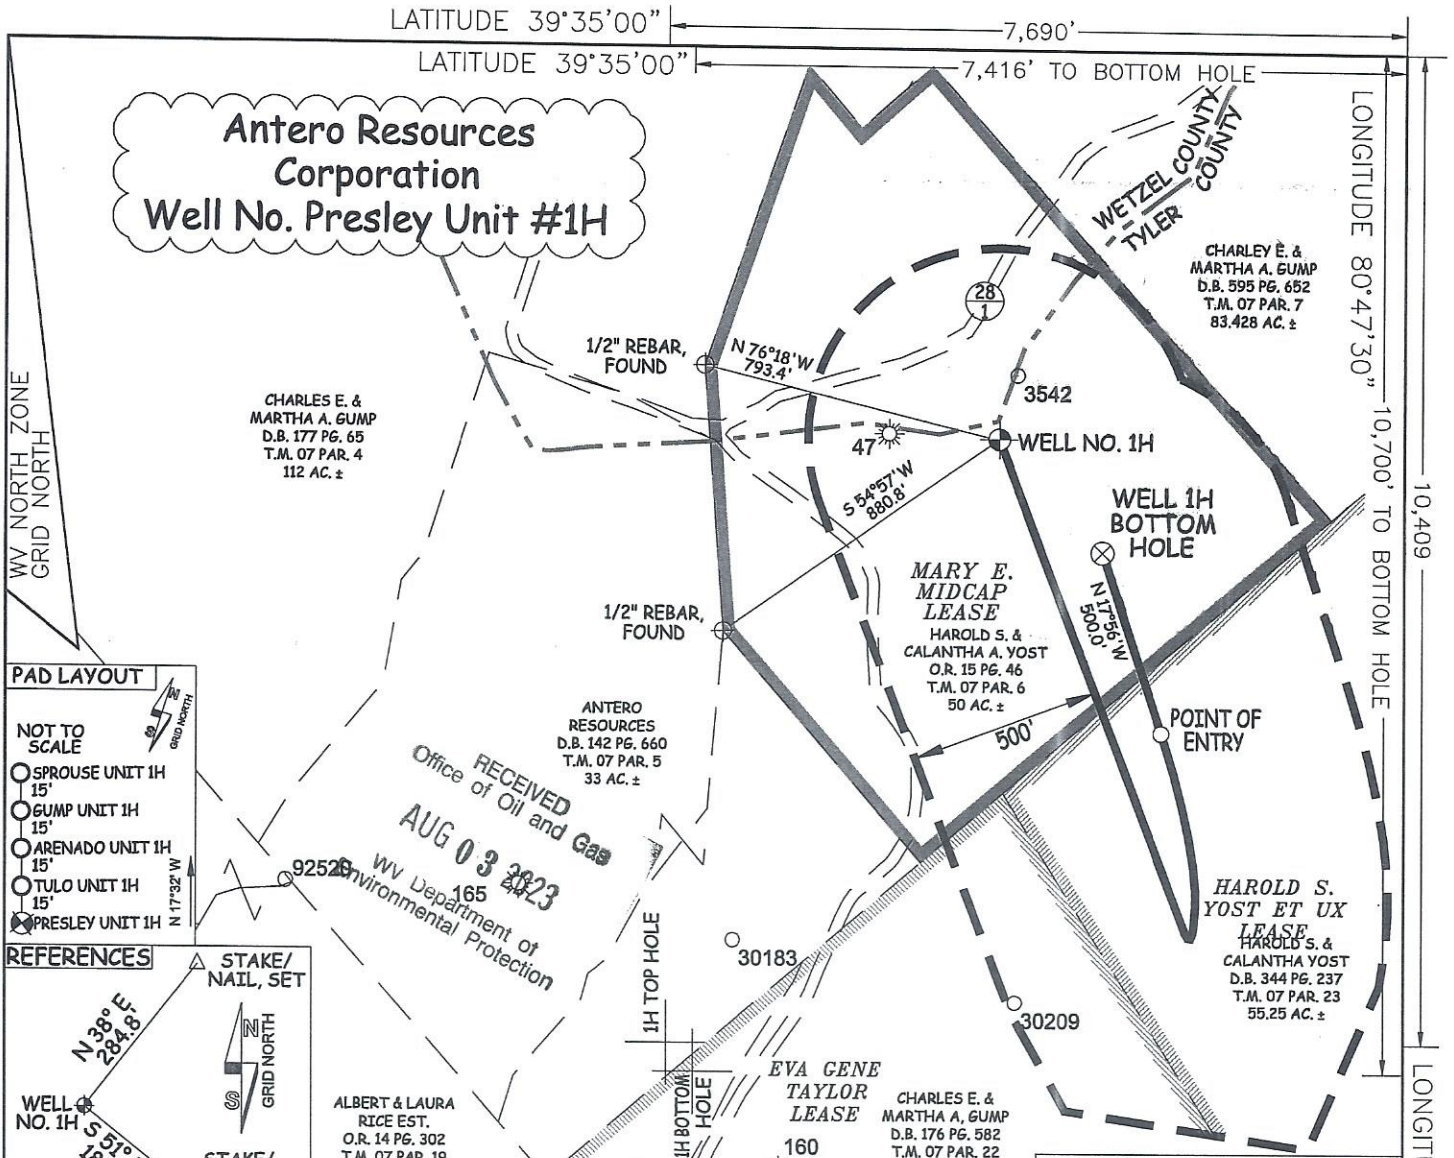 LATITUDE 39°35'00"
7,690'
LATITUDE 39°35'00"
7,416' TO BOTTOM HOLE
Antero Resources
Corporation
Well No. Presley Unit #1H
LONGITUDE 80°47'30"
10,700' TO BOTTOM HOLE
10,409
WETZEL COUNTY
TYLER COUNTY
CHARLEY E. &
MARTHA A. GUMP
D.B. 595 PG. 652
T.M. 07 PAR. 7
83.428 AC. ±
28
1
1/2" REBAR,
FOUND
N 76°18'W
793.4'
3542
47
WELL NO. 1H
CHARLES E. &
MARTHA A. GUMP
D.B. 177 PG. 65
T.M. 07 PAR. 4
112 AC. ±
WV NORTH ZONE
GRID NORTH
S 54°57'W
880.8'
WELL 1H
BOTTOM
HOLE
N 17°56'W
500.0'
MARY E.
MIDCAP
LEASE
HAROLD S. &
CALANTHA A. YOST
O.R. 15 PG. 46
T.M. 07 PAR. 6
50 AC. ±
1/2" REBAR,
FOUND
500'
POINT OF
ENTRY
ANTERO
RESOURCES
D.B. 142 PG. 660
T.M. 07 PAR. 5
33 AC. ±
PAD LAYOUT
N
S
GRID NORTH
NOT TO
SCALE
SPROUSE UNIT 1H
15'
GUMP UNIT 1H
15'
ARENADO UNIT 1H
15'
TULO UNIT 1H
15'
PRESLEY UNIT 1H
N 17°32' W
RECEIVED
Office of Oil and Gas
AUG 03 2023
WV Department of
Environmental Protection
92520
165
30183
HAROLD S.
YOST ET UX
LEASE
HAROLD S. &
CALANTHA YOST
D.B. 344 PG. 237
T.M. 07 PAR. 23
55.25 AC. ±
30209
REFERENCES
STAKE/
NAIL, SET
N 38° E
284.8'
N
S
GRID NORTH
WELL
NO. 1H
S 51°
STAKE/
1H TOP HOLE
1H BOTTOM
HOLE
ALBERT & LAURA
RICE EST.
O.R. 14 PG. 302
T.M. 07 PAR. 19
EVA GENE
TAYLOR
LEASE
160
CHARLES E. &
MARTHA A, GUMP
D.B. 176 PG. 582
T.M. 07 PAR. 22
LONGIT